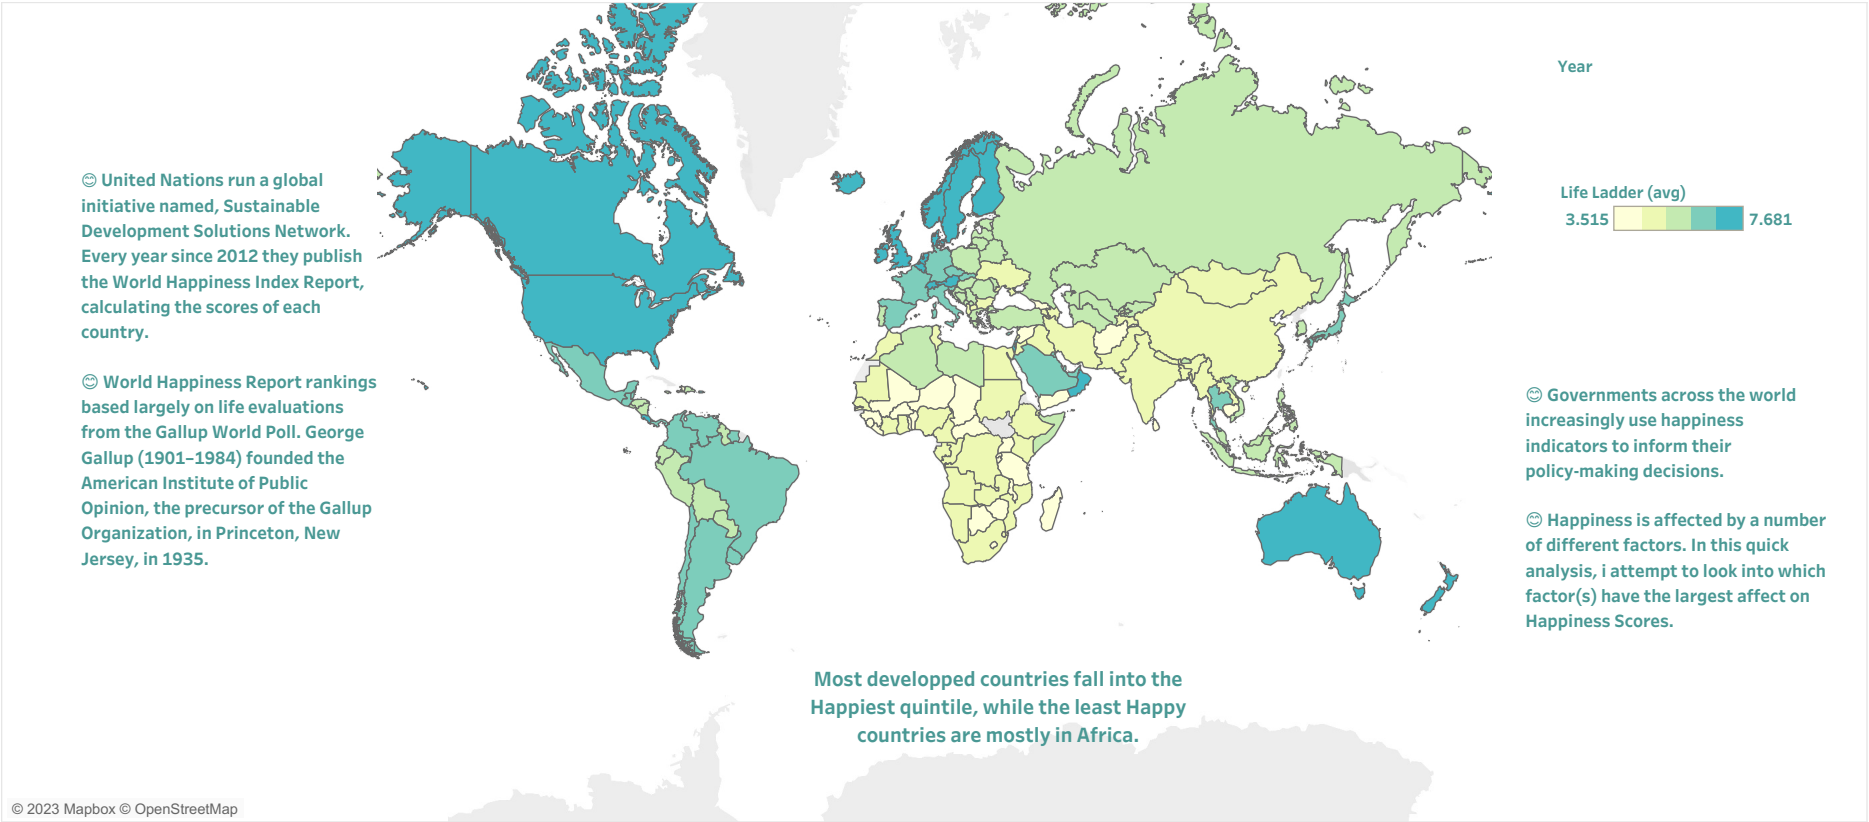 😊 United Nations run a global
initiative named, Sustainable
Development Solutions Network.
Every year since 2012 they publish
the World Happiness Index Report,
calculating the scores of each
country.
😊 World Happiness Report rankings
based largely on life evaluations
from the Gallup World Poll. George
Gallup (1901–1984) founded the
American Institute of Public
Opinion, the precursor of the Gallup
Organization, in Princeton, New
Jersey, in 1935.
Year
Life Ladder (avg)
3.515 7.681
😊 Governments across the world
increasingly use happiness
indicators to inform their
policy-making decisions.
😊 Happiness is affected by a number
of different factors. In this quick
analysis, i attempt to look into which
factor(s) have the largest affect on
Happiness Scores.
Most developped countries fall into the
Happiest quintile, while the least Happy
countries are mostly in Africa.
© 2023 Mapbox © OpenStreetMap